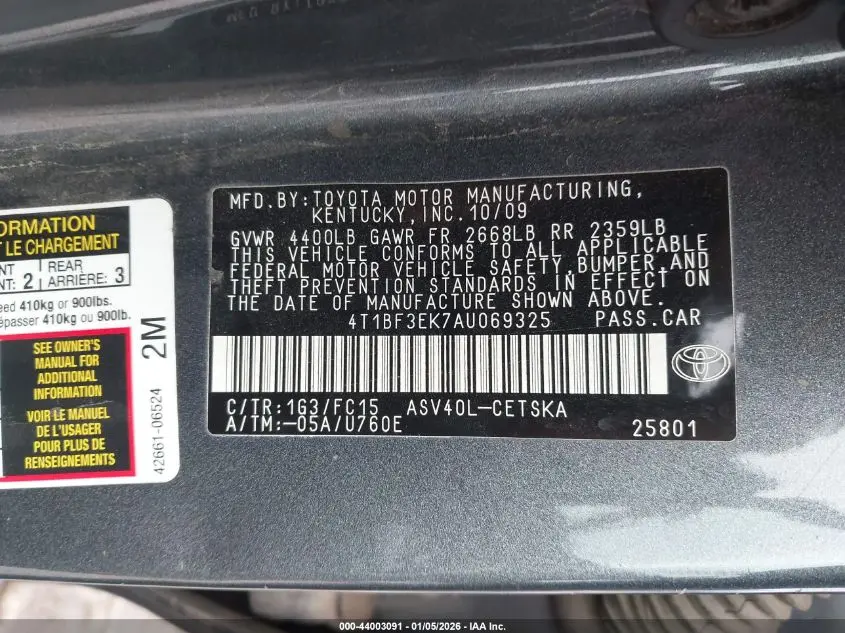 ORMATION
T LE CHARGEMENT
NT
NT: 2
REAR
ARRIÈRE: 3
eed 410kg or 900lbs.
épasser 410kg ou 900lb.
2M
SEE OWNER'S
MANUAL FOR
ADDITIONAL
INFORMATION
VOIR LE MANUEL
DE L'USAGER
POUR PLUS DE
RENSEIGNEMENTS
42661-06524
MFD.BY:TOYOTA MOTOR MANUFACTURING,
KENTUCKY,INC.10/09
GVWR 4400LB GAWR FR 2668LB RR 2359LB
THIS VEHICLE CONFORMS TO ALL APPLICABLE
FEDERAL MOTOR VEHICLE SAFETY,BUMPER,AND
THEFT PREVENTION STANDARDS IN EFFECT ON
THE DATE OF MANUFACTURE SHOWN ABOVE.
4T1BF3EK7AU069325 PASS.CAR
C/TR:1G3/FC15 ASV40L-CETSKA
A/TM:-05A/U760E 25801
000-44003091 - 01/05/2026 - IAA Inc.